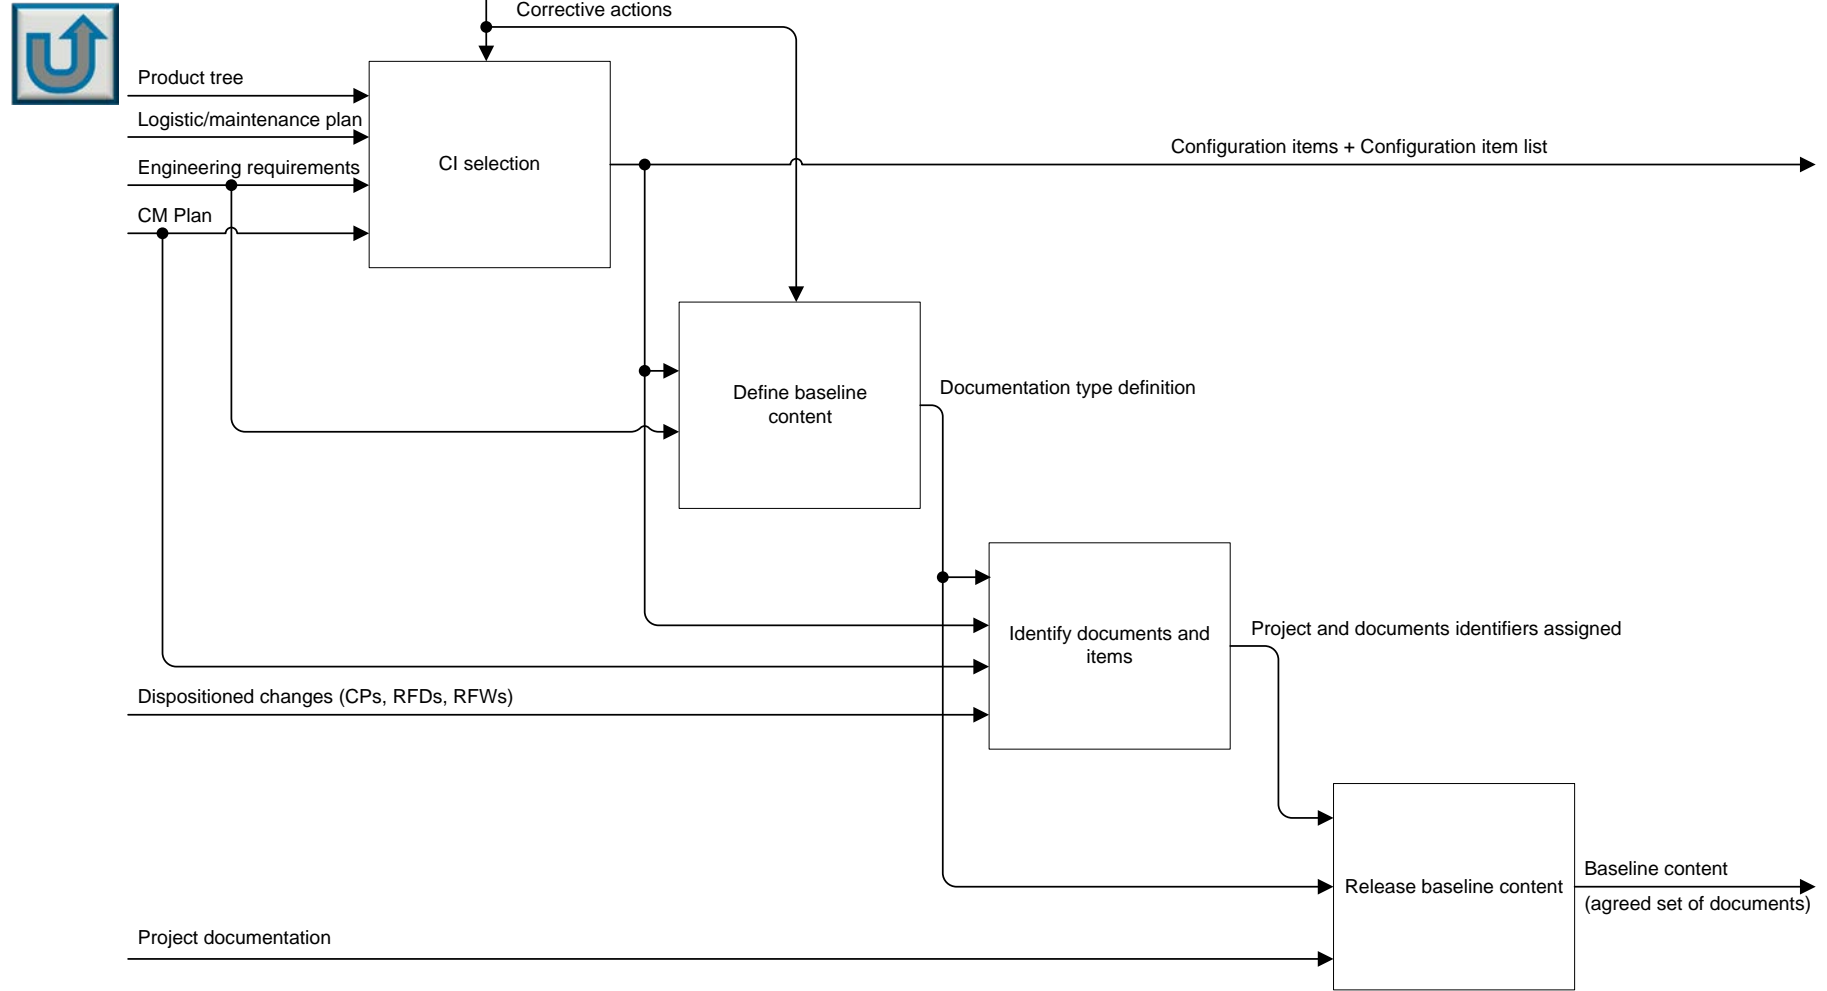 Corrective actions
Product tree
Logistic/maintenance plan
Engineering requirements
CM Plan
CI selection
Configuration items + Configuration item list
Define baseline
content
Documentation type definition
Identify documents and
items
Project and documents identifiers assigned
Dispositioned changes (CPs, RFDs, RFWs)
Release baseline content
Baseline content
(agreed set of documents)
Project documentation